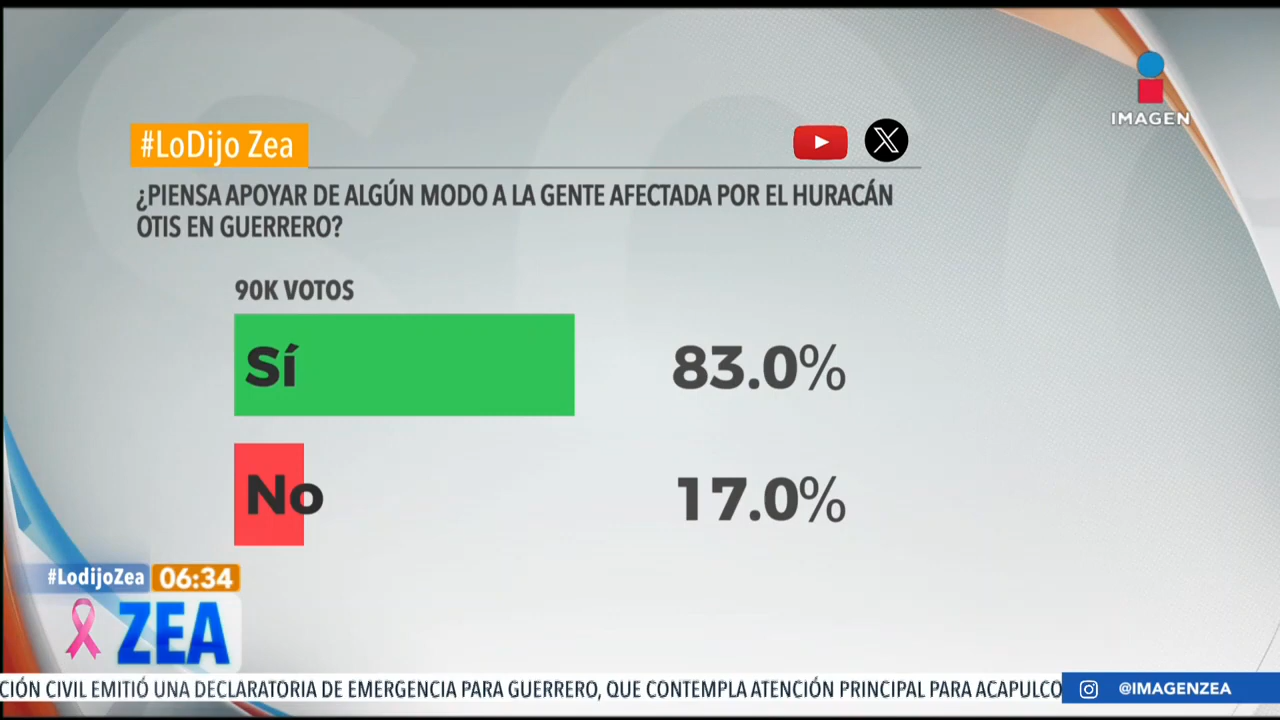 IMAGEN
#LoDijo Zea
¿PIENSA APOYAR DE ALGÚN MODO A LA GENTE AFECTADA POR EL HURACÁN
OTIS EN GUERRERO?
90K VOTOS
Sí 83.0%
No 17.0%
#LodijoZea 06:34
ZEA
CIÓN CIVIL EMITIÓ UNA DECLARATORIA DE EMERGENCIA PARA GUERRERO, QUE CONTEMPLA ATENCIÓN PRINCIPAL PARA ACAPULCO
@IMAGENZEA